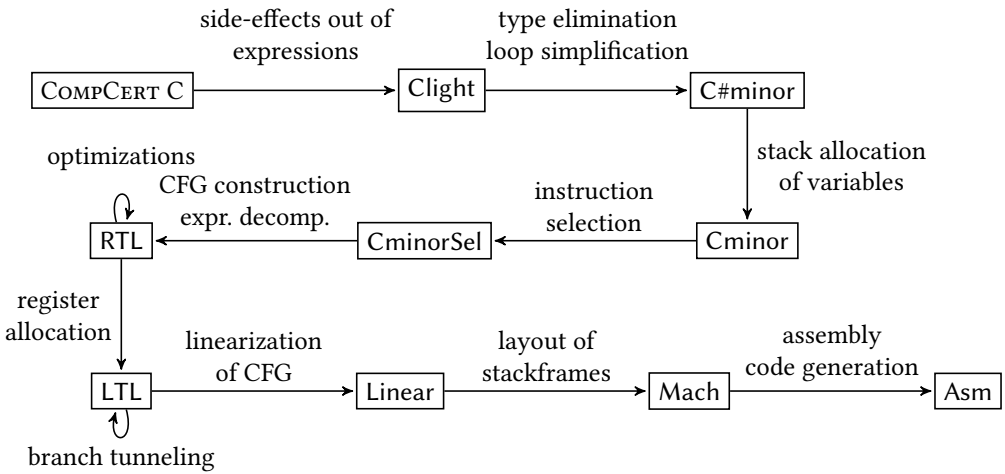 side-effects out of
expressions
type elimination
loop simplification
COMPCERT C
Clight
C#minor
stack allocation
of variables
optimizations
CFG construction
expr. decomp.
instruction
selection
RTL
CminorSel
Cminor
register
allocation
linearization
of CFG
layout of
stackframes
assembly
code generation
LTL
Linear
Mach
Asm
branch tunneling